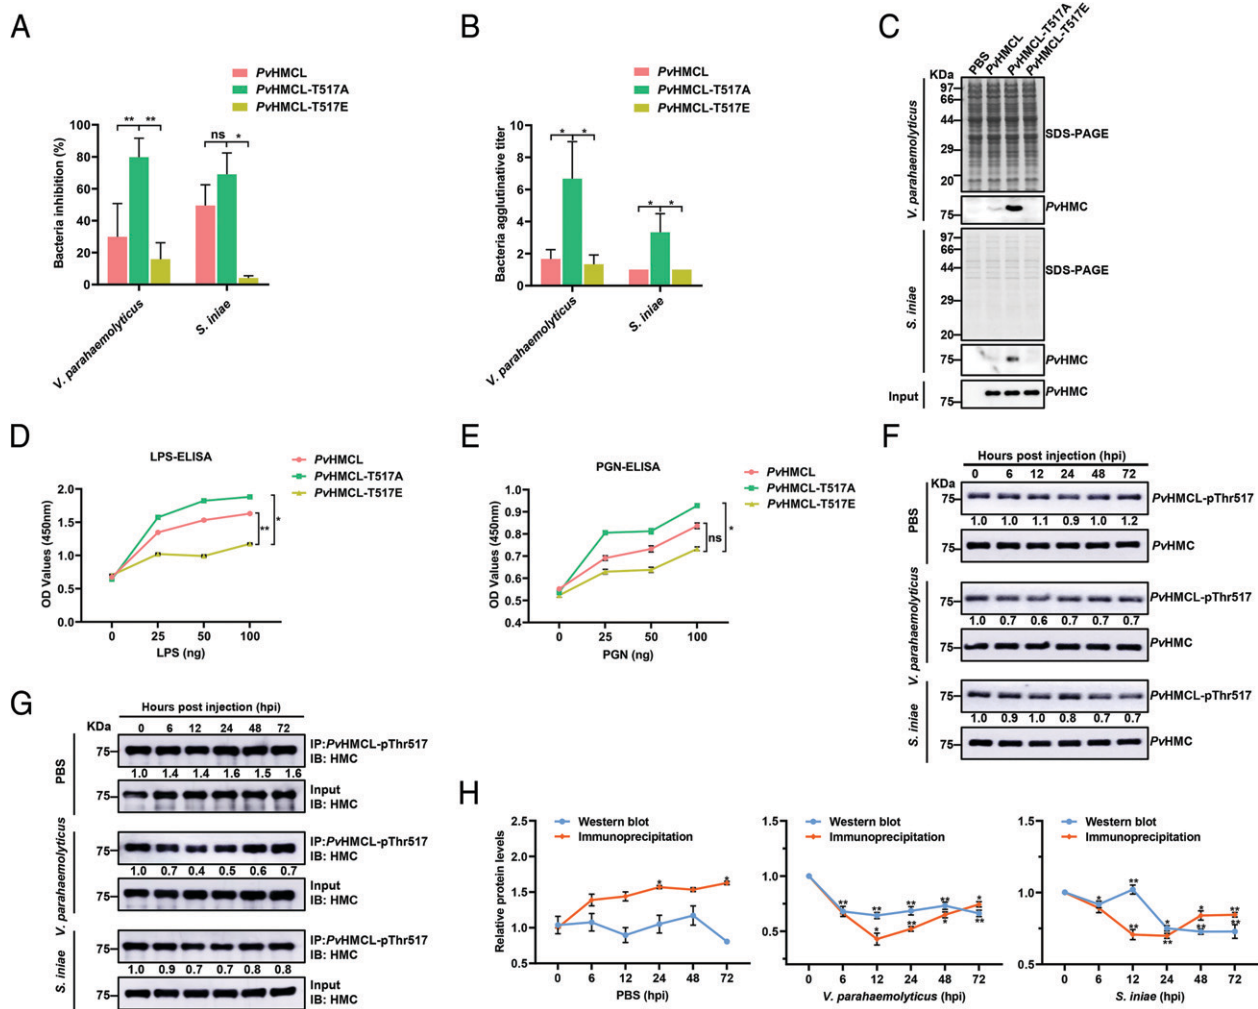 A
PvHMCL
PvHMCL-T517A
PvHMCL-T517E
Bacteria inhibition (%)
100
80
60
40
20
0
** **
ns *
V. parahaemolyticus
S. iniae
B
PvHMCL
PvHMCL-T517A
PvHMCL-T517E
Bacteria agglutinative titer
10
8
6
4
2
0
* *
* *
V. parahaemolyticus
S. iniae
C
PBS
PvHMCL
PvHMCL-T517A
PvHMCL-T517E
KDa
V. parahaemolyticus
97
66
44
29
20
SDS-PAGE
75
PvHMC
S. iniae
97
66
44
29
20
SDS-PAGE
75
PvHMC
Input
75
PvHMC
D
LPS-ELISA
PvHMCL
PvHMCL-T517A
PvHMCL-T517E
OD Values (450nm)
2.0
1.5
1.0
0.5
0.0
** *
0 25 50 100
LPS (ng)
E
PGN-ELISA
PvHMCL
PvHMCL-T517A
PvHMCL-T517E
OD Values (450nm)
1.0
0.9
0.8
0.7
0.6
0.5
0.4
ns *
0 25 50 100
PGN (ng)
F
Hours post injection (hpi)
0 6 12 24 48 72
KDa
PBS
75
PvHMCL-pThr517
1.0 1.0 1.1 0.9 1.0 1.2
75
PvHMC
V. parahaemolyticus
75
PvHMCL-pThr517
1.0 0.7 0.6 0.7 0.7 0.7
75
PvHMC
S. iniae
75
PvHMCL-pThr517
1.0 0.9 1.0 0.8 0.7 0.7
75
PvHMC
G
Hours post injection (hpi)
KDa 0 6 12 24 48 72
PBS
75
IP:PvHMCL-pThr517
IB: HMC
1.0 1.4 1.4 1.6 1.5 1.6
75
Input
IB: HMC
V. parahaemolyticus
75
IP:PvHMCL-pThr517
IB: HMC
1.0 0.7 0.4 0.5 0.6 0.7
75
Input
IB: HMC
S. iniae
75
IP:PvHMCL-pThr517
IB: HMC
1.0 0.9 0.7 0.7 0.8 0.8
75
Input
IB: HMC
H
Western blot
Immunoprecipitation
Relative protein levels
2.5
2.0
1.5
1.0
0.5
* *
0 6 12 24 48 72
PBS (hpi)
Western blot
Immunoprecipitation
1.5
1.0
0.5
** ** ** ** *
* ** * **
0 6 12 24 48 72
V. parahaemolyticus (hpi)
Western blot
Immunoprecipitation
1.5
1.0
0.5
* ** * * **
** ** ** **
0 6 12 24 48 72
S. iniae (hpi)